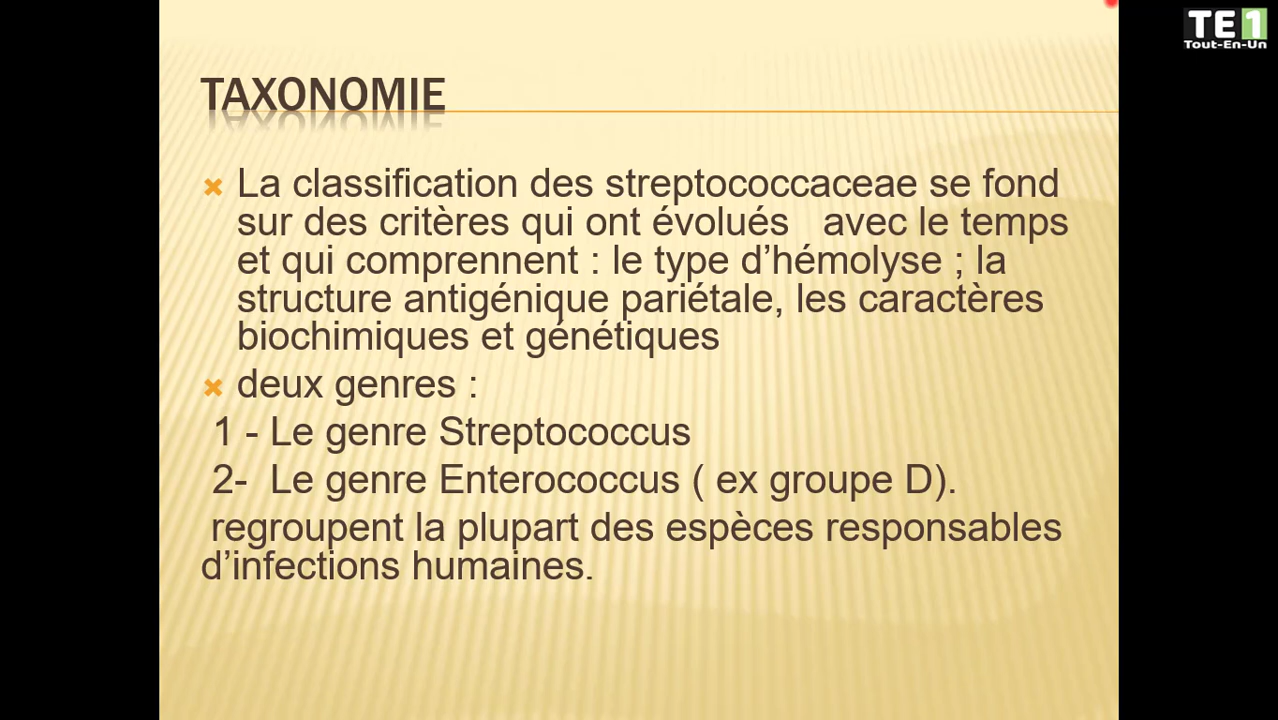 TE1
Tout-En-Un
TAXONOMIE
La classification des streptococcaceae se fond
sur des critères qui ont évolués   avec le temps
et qui comprennent : le type d’hémolyse ; la
structure antigénique pariétale, les caractères
biochimiques et génétiques
deux genres :
1 - Le genre Streptococcus
2-  Le genre Enterococcus ( ex groupe D).
regroupent la plupart des espèces responsables
d’infections humaines.